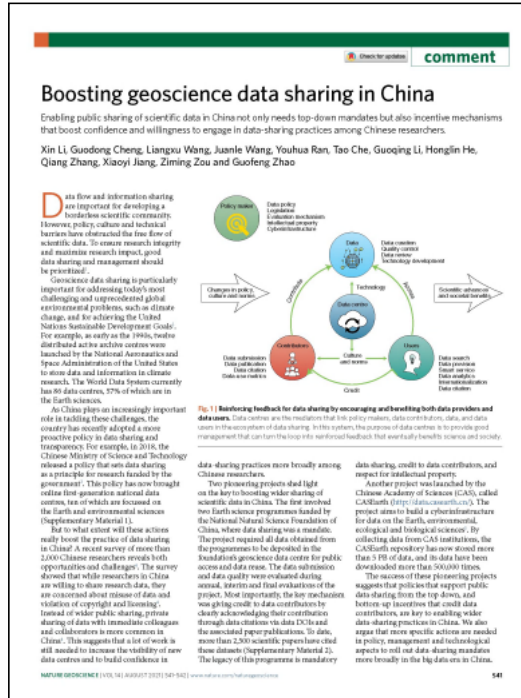 Check for updates
comment
Boosting geoscience data sharing in China
Enabling public sharing of scientific data in China not only needs top-down mandates but also incentive mechanisms
that boost confidence and willingness to engage in data-sharing practices among Chinese researchers.
Xin Li, Guodong Cheng, Liangxu Wang, Juanle Wang, Youhua Ran, Tao Che, Guoqing Li, Honglin He,
Qiang Zhang, Xiaoyi Jiang, Ziming Zou and Guofeng Zhao
Data flow and information sharing
are important for developing a
borderless scientific community.
However, policy, culture and technical
barriers have obstructed the free flow of
scientific data. To ensure research integrity
and maximize research impact, good
data sharing and management should
be prioritized¹.
Geoscience data sharing is particularly
important for addressing today's most
challenging and unprecedented global
environmental problems, such as climate
change, and for achieving the United
Nations Sustainable Development Goals¹.
For example, as early as the 1990s, twelve
distributed active archive centres were
launched by the National Aeronautics and
Space Administration of the United States
to store data and information in climate
research. The World Data System currently
has 86 data centres, 57% of which are in
the Earth sciences.
As China plays an increasingly important
role in tackling these challenges, the
country has recently adopted a more
proactive policy in data-sharing and
transparency. For example, in 2018, the
Chinese Ministry of Science and Technology
released a policy that sets data sharing
as a principle for research funded by the
government. This policy has now brought
online first-generation national data
centres, ten of which are focussed on
the Earth and environmental sciences
(Supplementary Material 1).
But to what extent will these actions
really boost the practice of data sharing
in China? A recent survey of more than
2,000 Chinese researchers reveals both
opportunities and challenges. The survey
showed that while researchers in China
are willing to share research data, they
are concerned about misuse of data and
violation of copyright and licensing.
Instead of wider public sharing, private
sharing of data with immediate colleagues
and collaborators is more common in
China. This suggests that a lot of work is
still needed to increase the visibility of new
data centres and to build confidence in
Policy maker
Data policy
Legislation
Evaluation mechanism
Intellectual property
Cyberinfrastructure
Data
Data curation
Quality control
Data review
Technology development
Changes in policy,
culture and norms
Contribute
Technology
Access
Scientific advances
and societal benefits
Data centre
Contributors
Culture
and norms
Users
Data submission
Data publication
Data citation
Data use metrics
Credit
Data search
Data provision
Smart service
Data analytics
Internationalization
Data citation
Fig. 1 | Reinforcing feedback for data sharing by encouraging and benefiting both data providers and
data users. Data centres are the mediators that link policy makers, data contributors, data, and data
users in the ecosystem of data sharing. In this system, the purpose of data centres is to provide good
management that can turn the loop into reinforced feedback that eventually benefits science and society.
data-sharing practices more broadly among
Chinese researchers.
Two pioneering projects shed light
on the key to boosting wider sharing of
scientific data in China. The first involved
two Earth science programmes funded by
the National Natural Science Foundation of
China, where data sharing was a mandate.
The project required all data obtained from
the programmes to be deposited in the
foundation's geoscience data centre for public
access and data reuse. The data submission
and data quality were evaluated during
annual, interim and final evaluations of the
project. Most importantly, the key mechanism
was giving credit to data contributors by
clearly acknowledging their contribution
through data citations via data DOIs and
the associated paper publications. To date,
more than 2,300 scientific papers have cited
these datasets (Supplementary Material 2).
The legacy of this programme is mandatory
data sharing, credit to data contributors, and
respect for intellectual property.
Another project was launched by the
Chinese Academy of Sciences (CAS), called
CASEarth (http://data.casearth.cn/). The
project aims to build a cyberinfrastructure
for data on the Earth, environmental,
ecological and biological sciences. By
collecting data from CAS institutions, the
CASEarth repository has now stored more
than 5 PB of data, and its data have been
downloaded more than 500,000 times.
The success of these pioneering projects
suggests that policies that support public
data sharing from the top down, and
bottom-up incentives that credit data
contributors, are key to enabling wider
data-sharing practices in China. We also
argue that more specific actions are needed
in policy, management and technological
aspects to roll out data-sharing mandates
more broadly in the big data era in China.
NATURE GEOSCIENCE | VOL 14 | AUGUST 2021 | 541–542 | www.nature.com/naturegeoscience
541